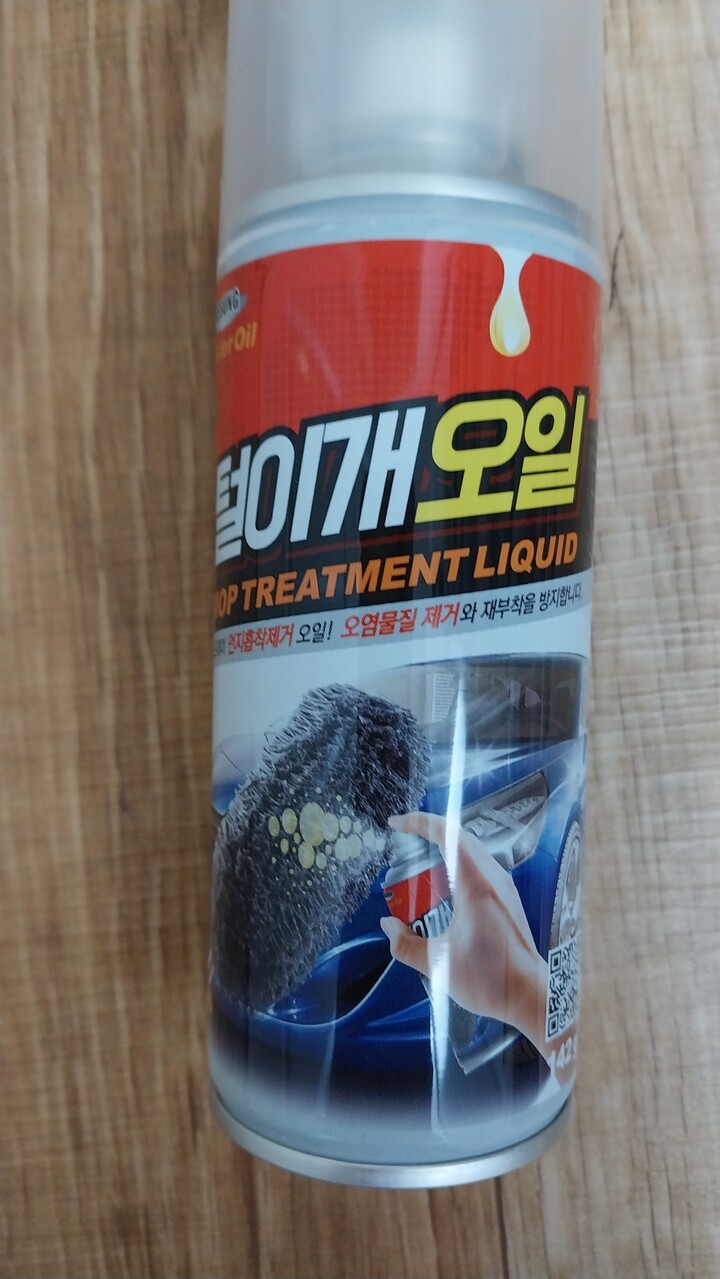 Oil
털이개오일
MOP TREATMENT LIQUID
먼지흡착제거 오일! 오염물질 제거와 재부착을 방지합니다.